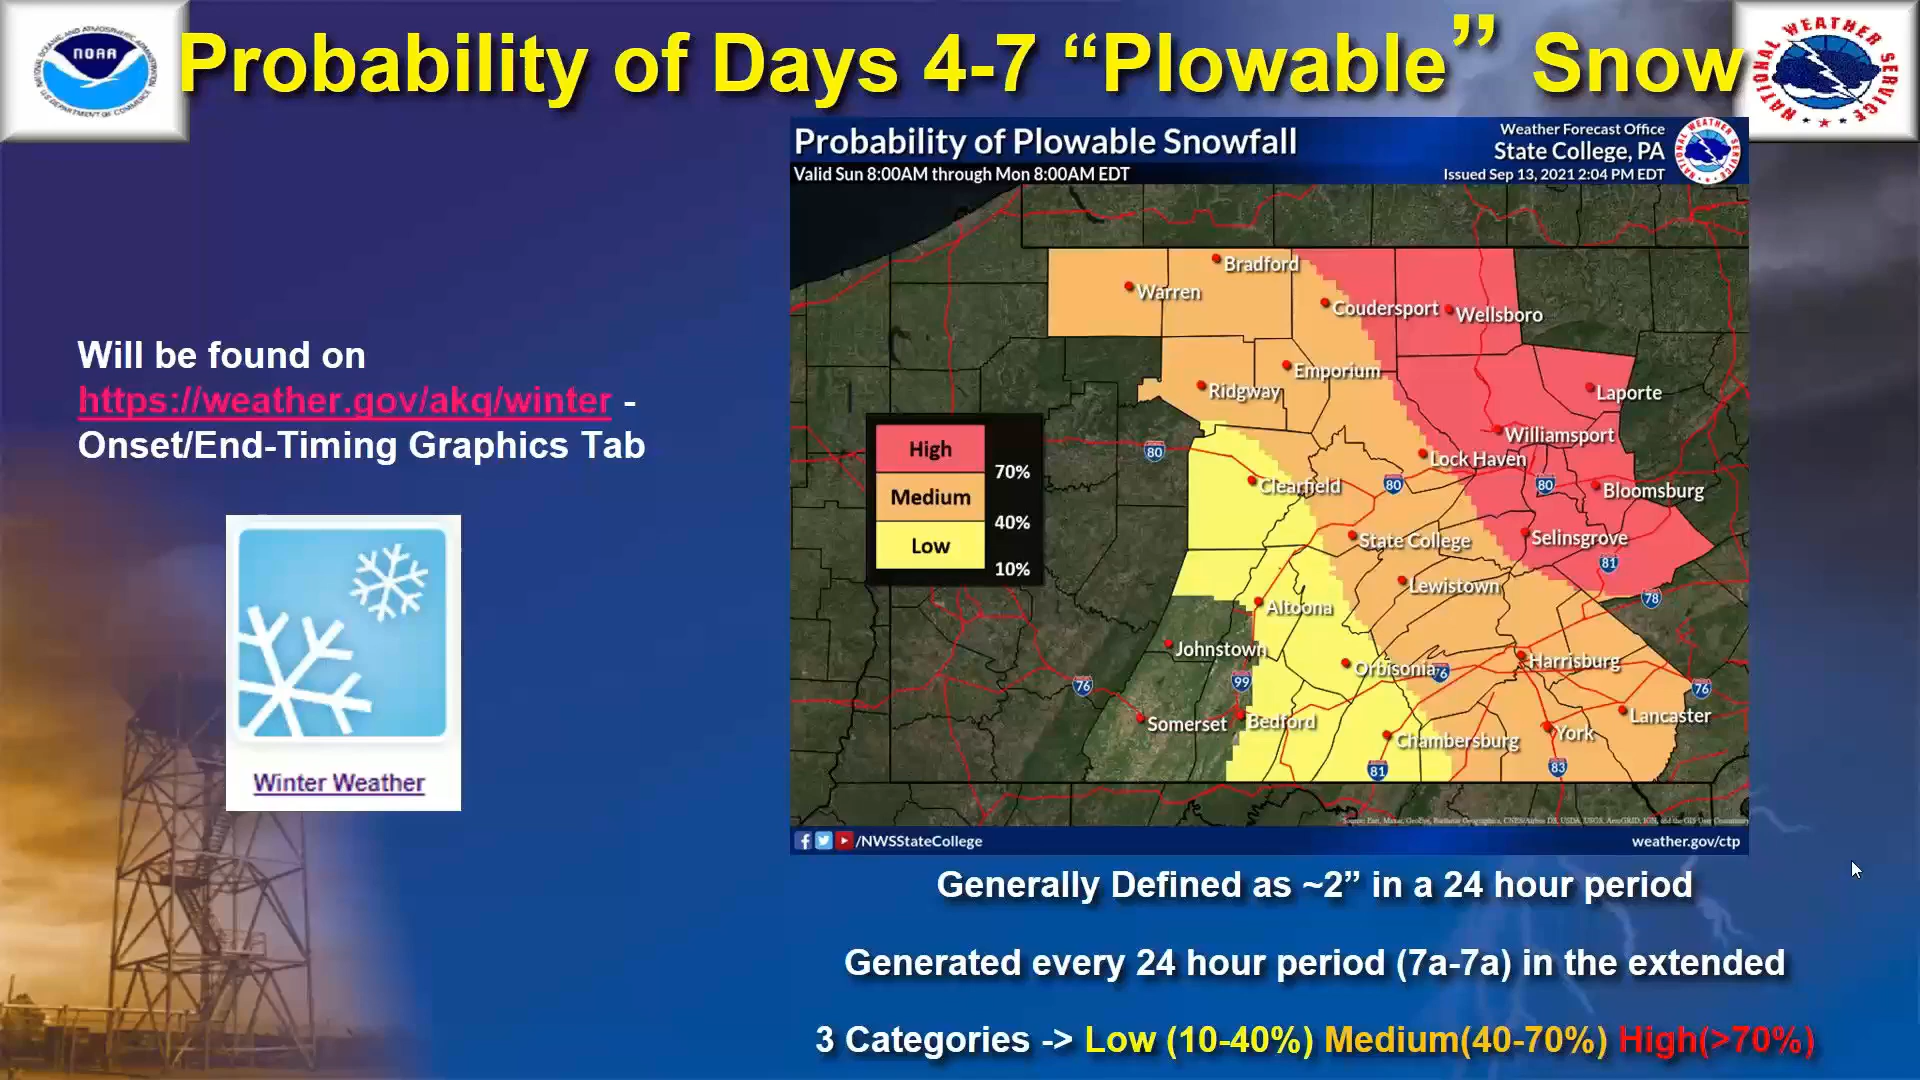 Probability of Days 4-7 “Plowable” Snow
NOAA
NATIONAL WEATHER SERVICE
Will be found on
https://weather.gov/akq/winter -
Onset/End-Timing Graphics Tab
Winter Weather
Probability of Plowable Snowfall
Valid Sun 8:00AM through Mon 8:00AM EDT
Weather Forecast Office
State College, PA
Issued Sep 13, 2021 2:04 PM EDT
Bradford
Warren
Coudersport
Wellsboro
Emporium
Ridgway
Laporte
Williamsport
Lock Haven
80
Clearfield
80
80
Bloomsburg
State College
Selinsgrove
81
Lewistown
78
Altoona
Johnstown
Orbisonia
76
Harrisburg
76
99
76
Somerset
Bedford
Lancaster
Chambersburg
York
81
83
High
70%
Medium
40%
Low
10%
/NWSStateCollege
weather.gov/ctp
Generally Defined as ~2” in a 24 hour period
Generated every 24 hour period (7a-7a) in the extended
3 Categories -> Low (10-40%) Medium(40-70%) High(>70%)